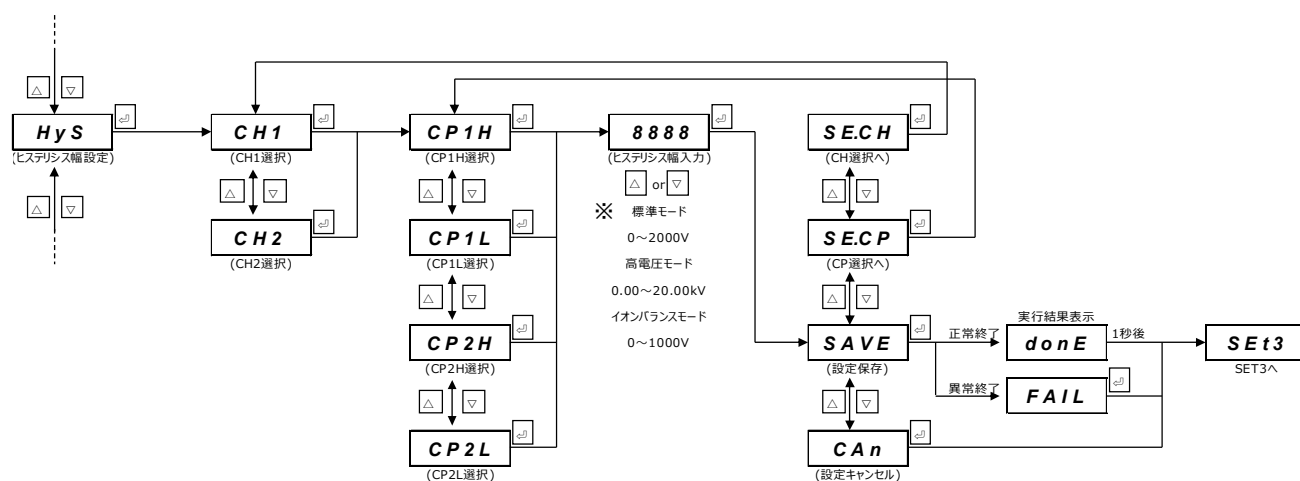 △ ▽
HyS ⏎
(ヒステリシス幅設定)
△ ▽
CH1 ⏎
(CH1選択)
△ ▽
CH2 ⏎
(CH2選択)
CP1H ⏎
(CP1H選択)
△ ▽
CP1L ⏎
(CP1L選択)
△ ▽
CP2H ⏎
(CP2H選択)
△ ▽
CP2L ⏎
(CP2L選択)
8888 ⏎
(ヒステリシス幅入力)
△ or ▽
※ 標準モード
0～2000V
高電圧モード
0.00～20.00kV
イオンバランスモード
0～1000V
SE.CH ⏎
(CH選択へ)
△ ▽
SE.CP ⏎
(CP選択へ)
△ ▽
SAVE ⏎
(設定保存)
△ ▽
CAn ⏎
(設定キャンセル)
実行結果表示
正常終了 donE 1秒後
異常終了 FAIL ⏎
SEt3
SET3へ